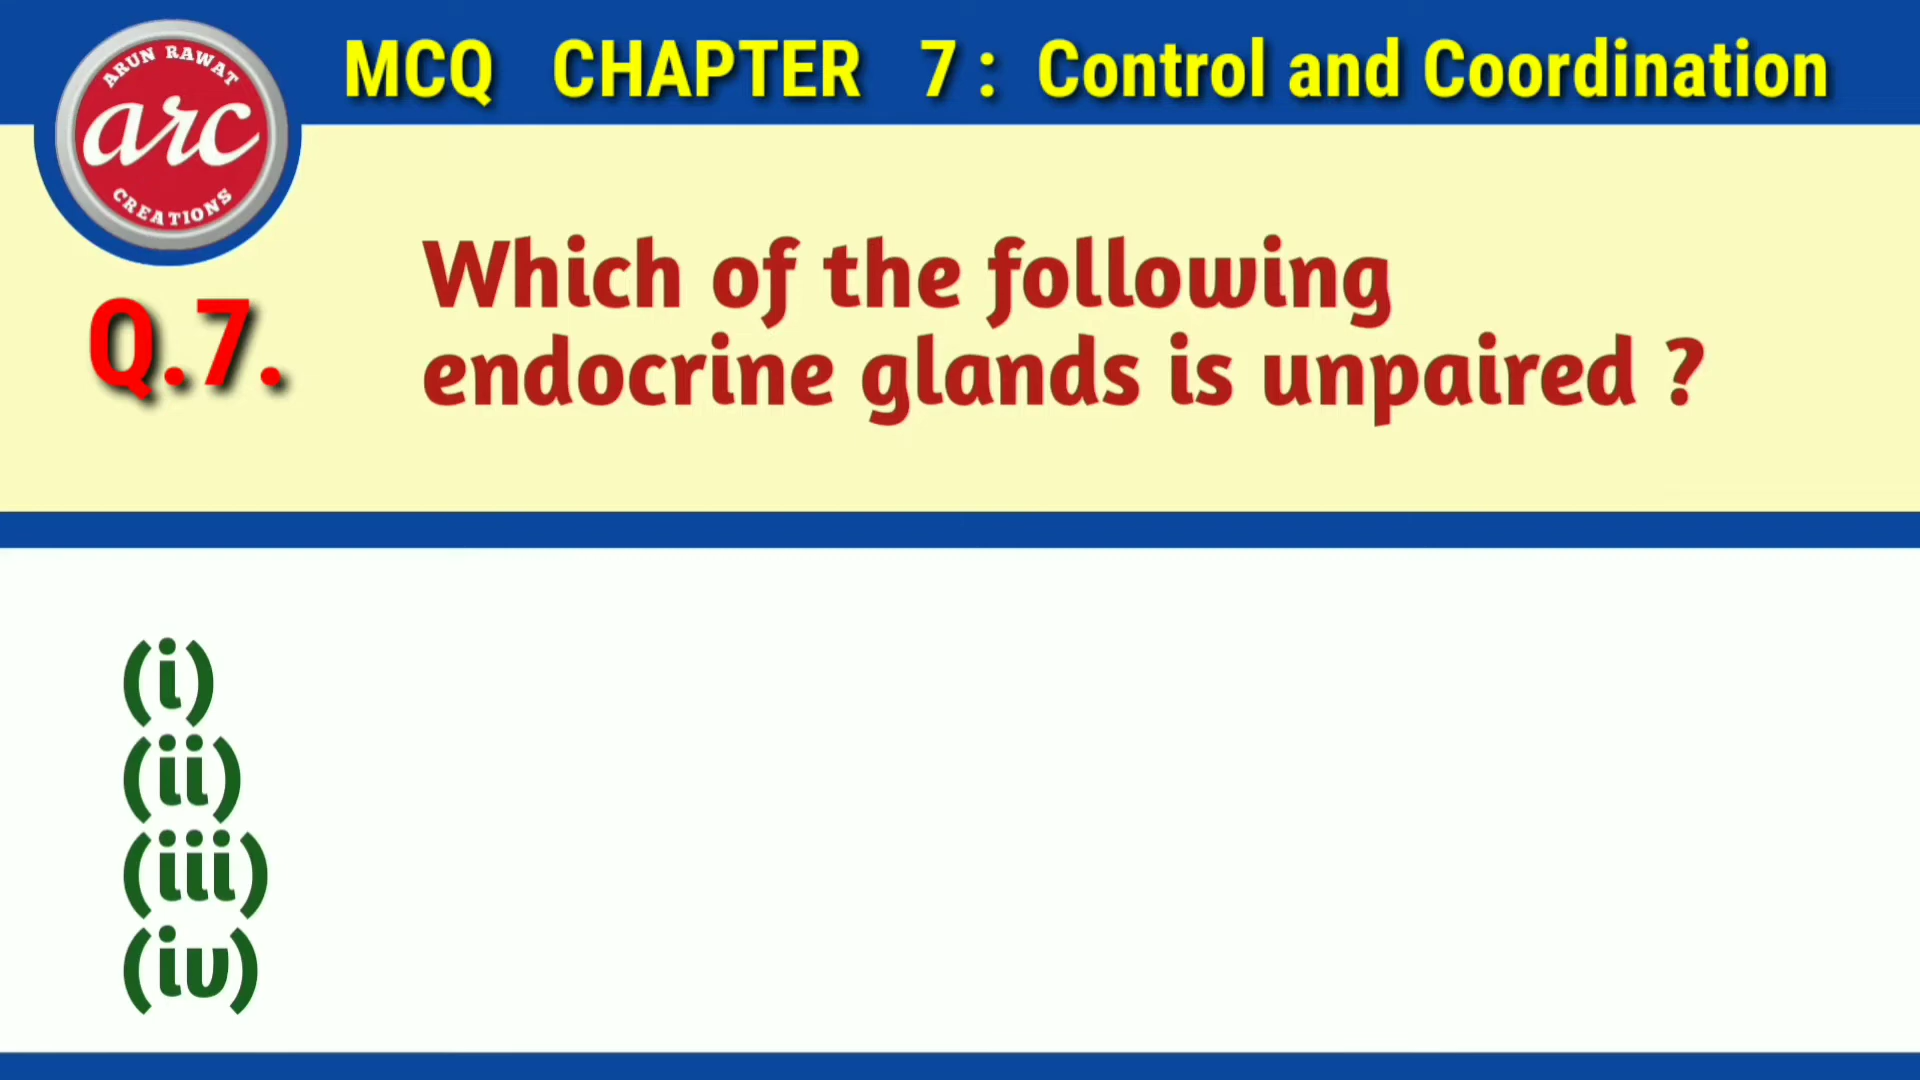 ARUN RAWAT
arc
CREATIONS
MCQ CHAPTER 7 : Control and Coordination
Q.7.
Which of the following
endocrine glands is unpaired ?
(i)
(ii)
(iii)
(iv)